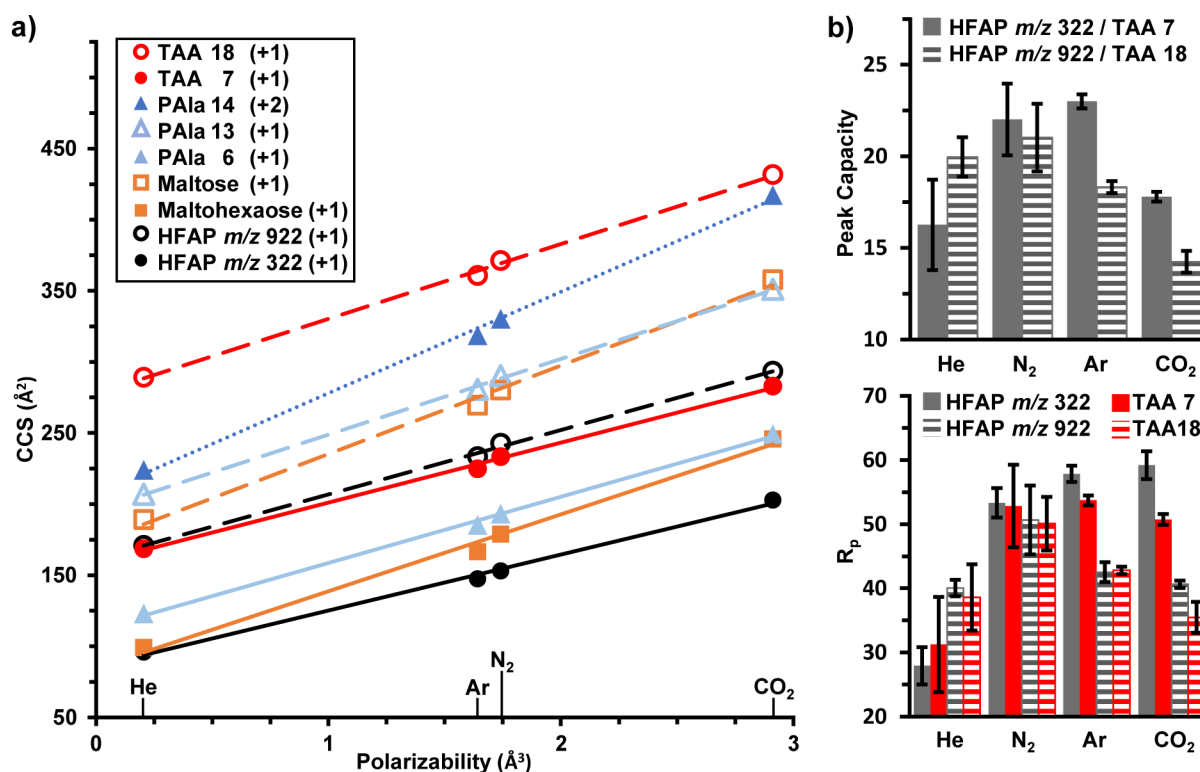 a)
TAA 18 (+1)
TAA 7 (+1)
PAla 14 (+2)
PAla 13 (+1)
PAla 6 (+1)
Maltose (+1)
Maltohexaose (+1)
HFAP m/z 922 (+1)
HFAP m/z 322 (+1)
450
350
250
150
50
CCS (Å²)
He
Ar
N₂
CO₂
0
1
2
3
Polarizability (Å³)
b)
HFAP m/z 322 / TAA 7
HFAP m/z 922 / TAA 18
25
20
15
10
Peak Capacity
He
N₂
Ar
CO₂
HFAP m/z 322
TAA 7
HFAP m/z 922
TAA18
70
60
50
40
30
20
Rₚ
He
N₂
Ar
CO₂